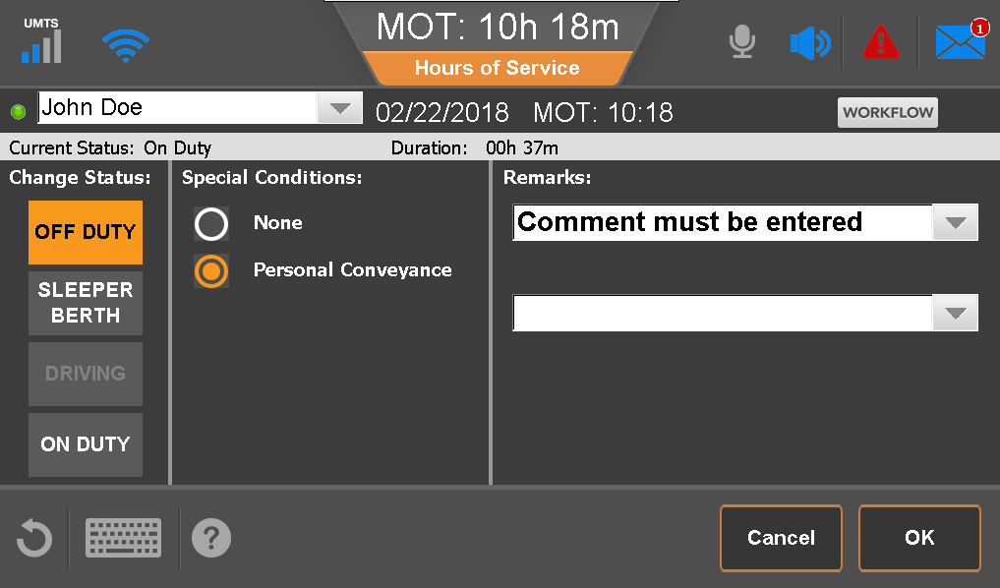 UMTS
MOT: 10h 18m
1
Hours of Service
John Doe
02/22/2018 MOT: 10:18
WORKFLOW
Current Status: On Duty
Duration: 00h 37m
Change Status:
OFF DUTY
SLEEPER
BERTH
DRIVING
ON DUTY
Special Conditions:
None
Personal Conveyance
Remarks:
Comment must be entered
?
Cancel
OK